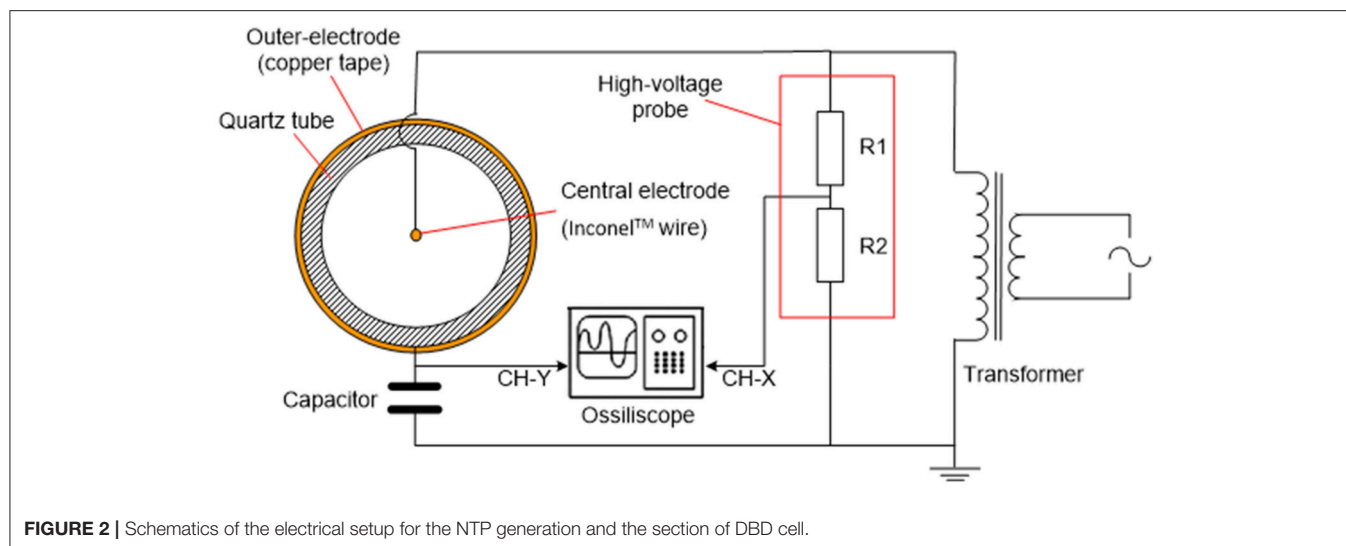 Outer-electrode
(copper tape)
Quartz tube
High-voltage
probe
R1
Central electrode
(Inconel™ wire)
R2
CH-Y
CH-X
Transformer
Capacitor
Ossiliscope
FIGURE 2 | Schematics of the electrical setup for the NTP generation and the section of DBD cell.